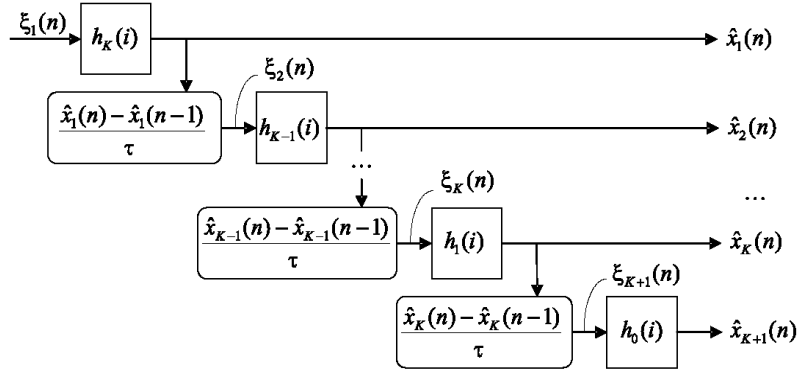 ξ₁(n)
h_K(i)
x̂₁(n)
x̂₁(n) − x̂₁(n−1)
τ
ξ₂(n)
h_{K−1}(i)
x̂₂(n)
...
...
x̂_{K−1}(n) − x̂_{K−1}(n−1)
τ
ξ_K(n)
h₁(i)
x̂_K(n)
x̂_K(n) − x̂_K(n−1)
τ
ξ_{K+1}(n)
h₀(i)
x̂_{K+1}(n)